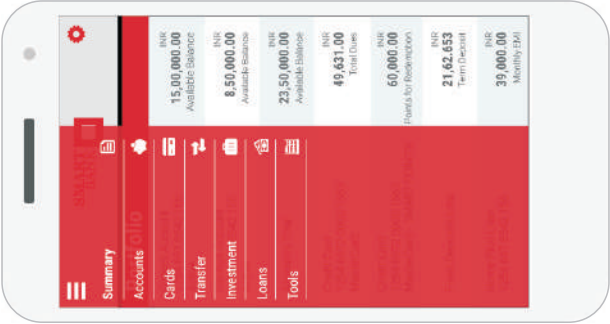 SMART
BANK
Summary
Accounts
Cards
Transfer
Investment
Loans
Tools
INR
15,00,000.00
Available Balance
INR
8,50,000.00
Available Balance
INR
23,50,000.00
Available Balance
INR
49,631.00
Total Dues
INR
60,000.00
Points for Redemption
INR
21,62.653
Term Deposit
INR
39,000.00
Monthly EMI